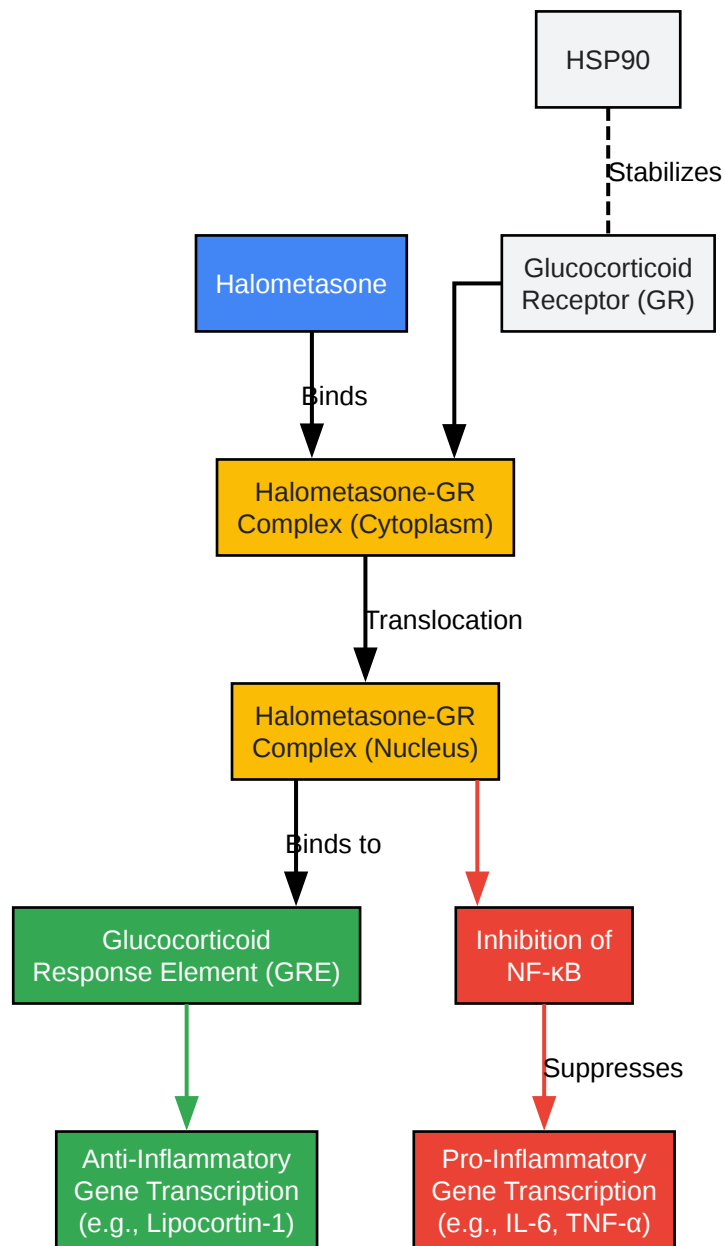 HSP90
Stabilizes
Halometasone
Glucocorticoid
Receptor (GR)
Binds
Halometasone-GR
Complex (Cytoplasm)
Translocation
Halometasone-GR
Complex (Nucleus)
Binds to
Glucocorticoid
Response Element (GRE)
Inhibition of
NF-κB
Suppresses
Anti-Inflammatory
Gene Transcription
(e.g., Lipocortin-1)
Pro-Inflammatory
Gene Transcription
(e.g., IL-6, TNF-α)